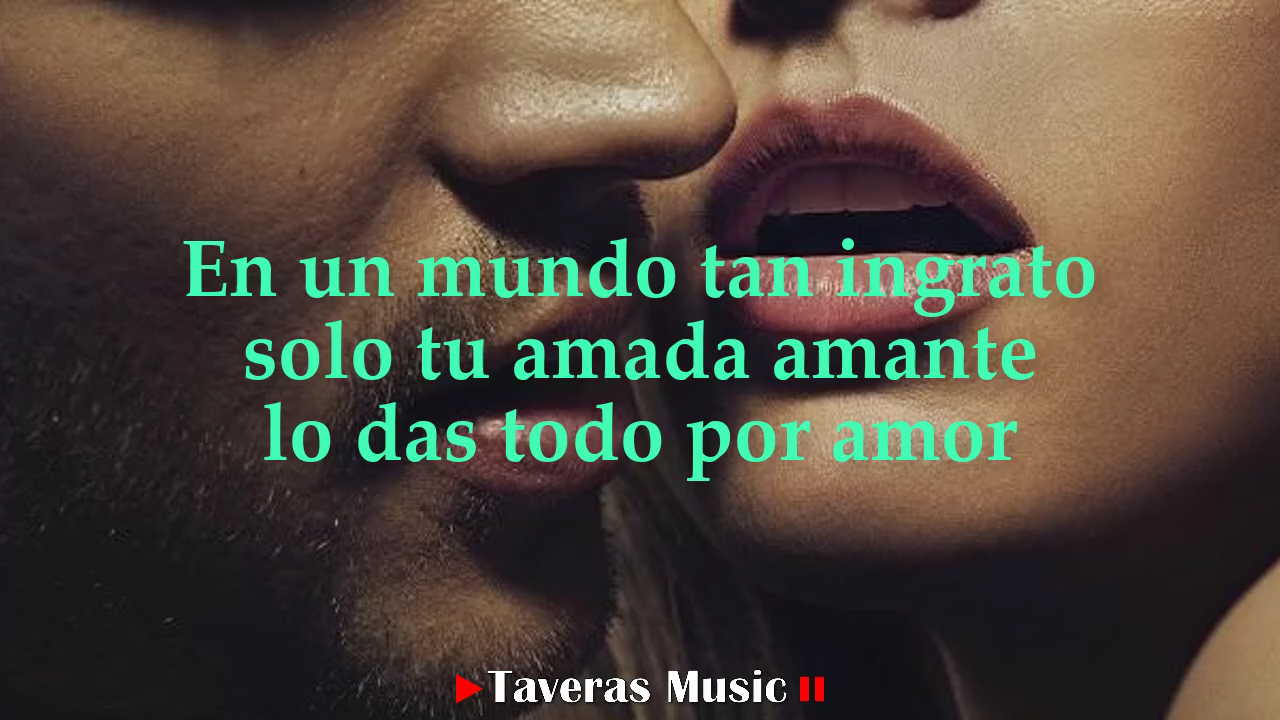 En un mundo tan ingrato
solo tu amada amante
lo das todo por amor
Taveras Music